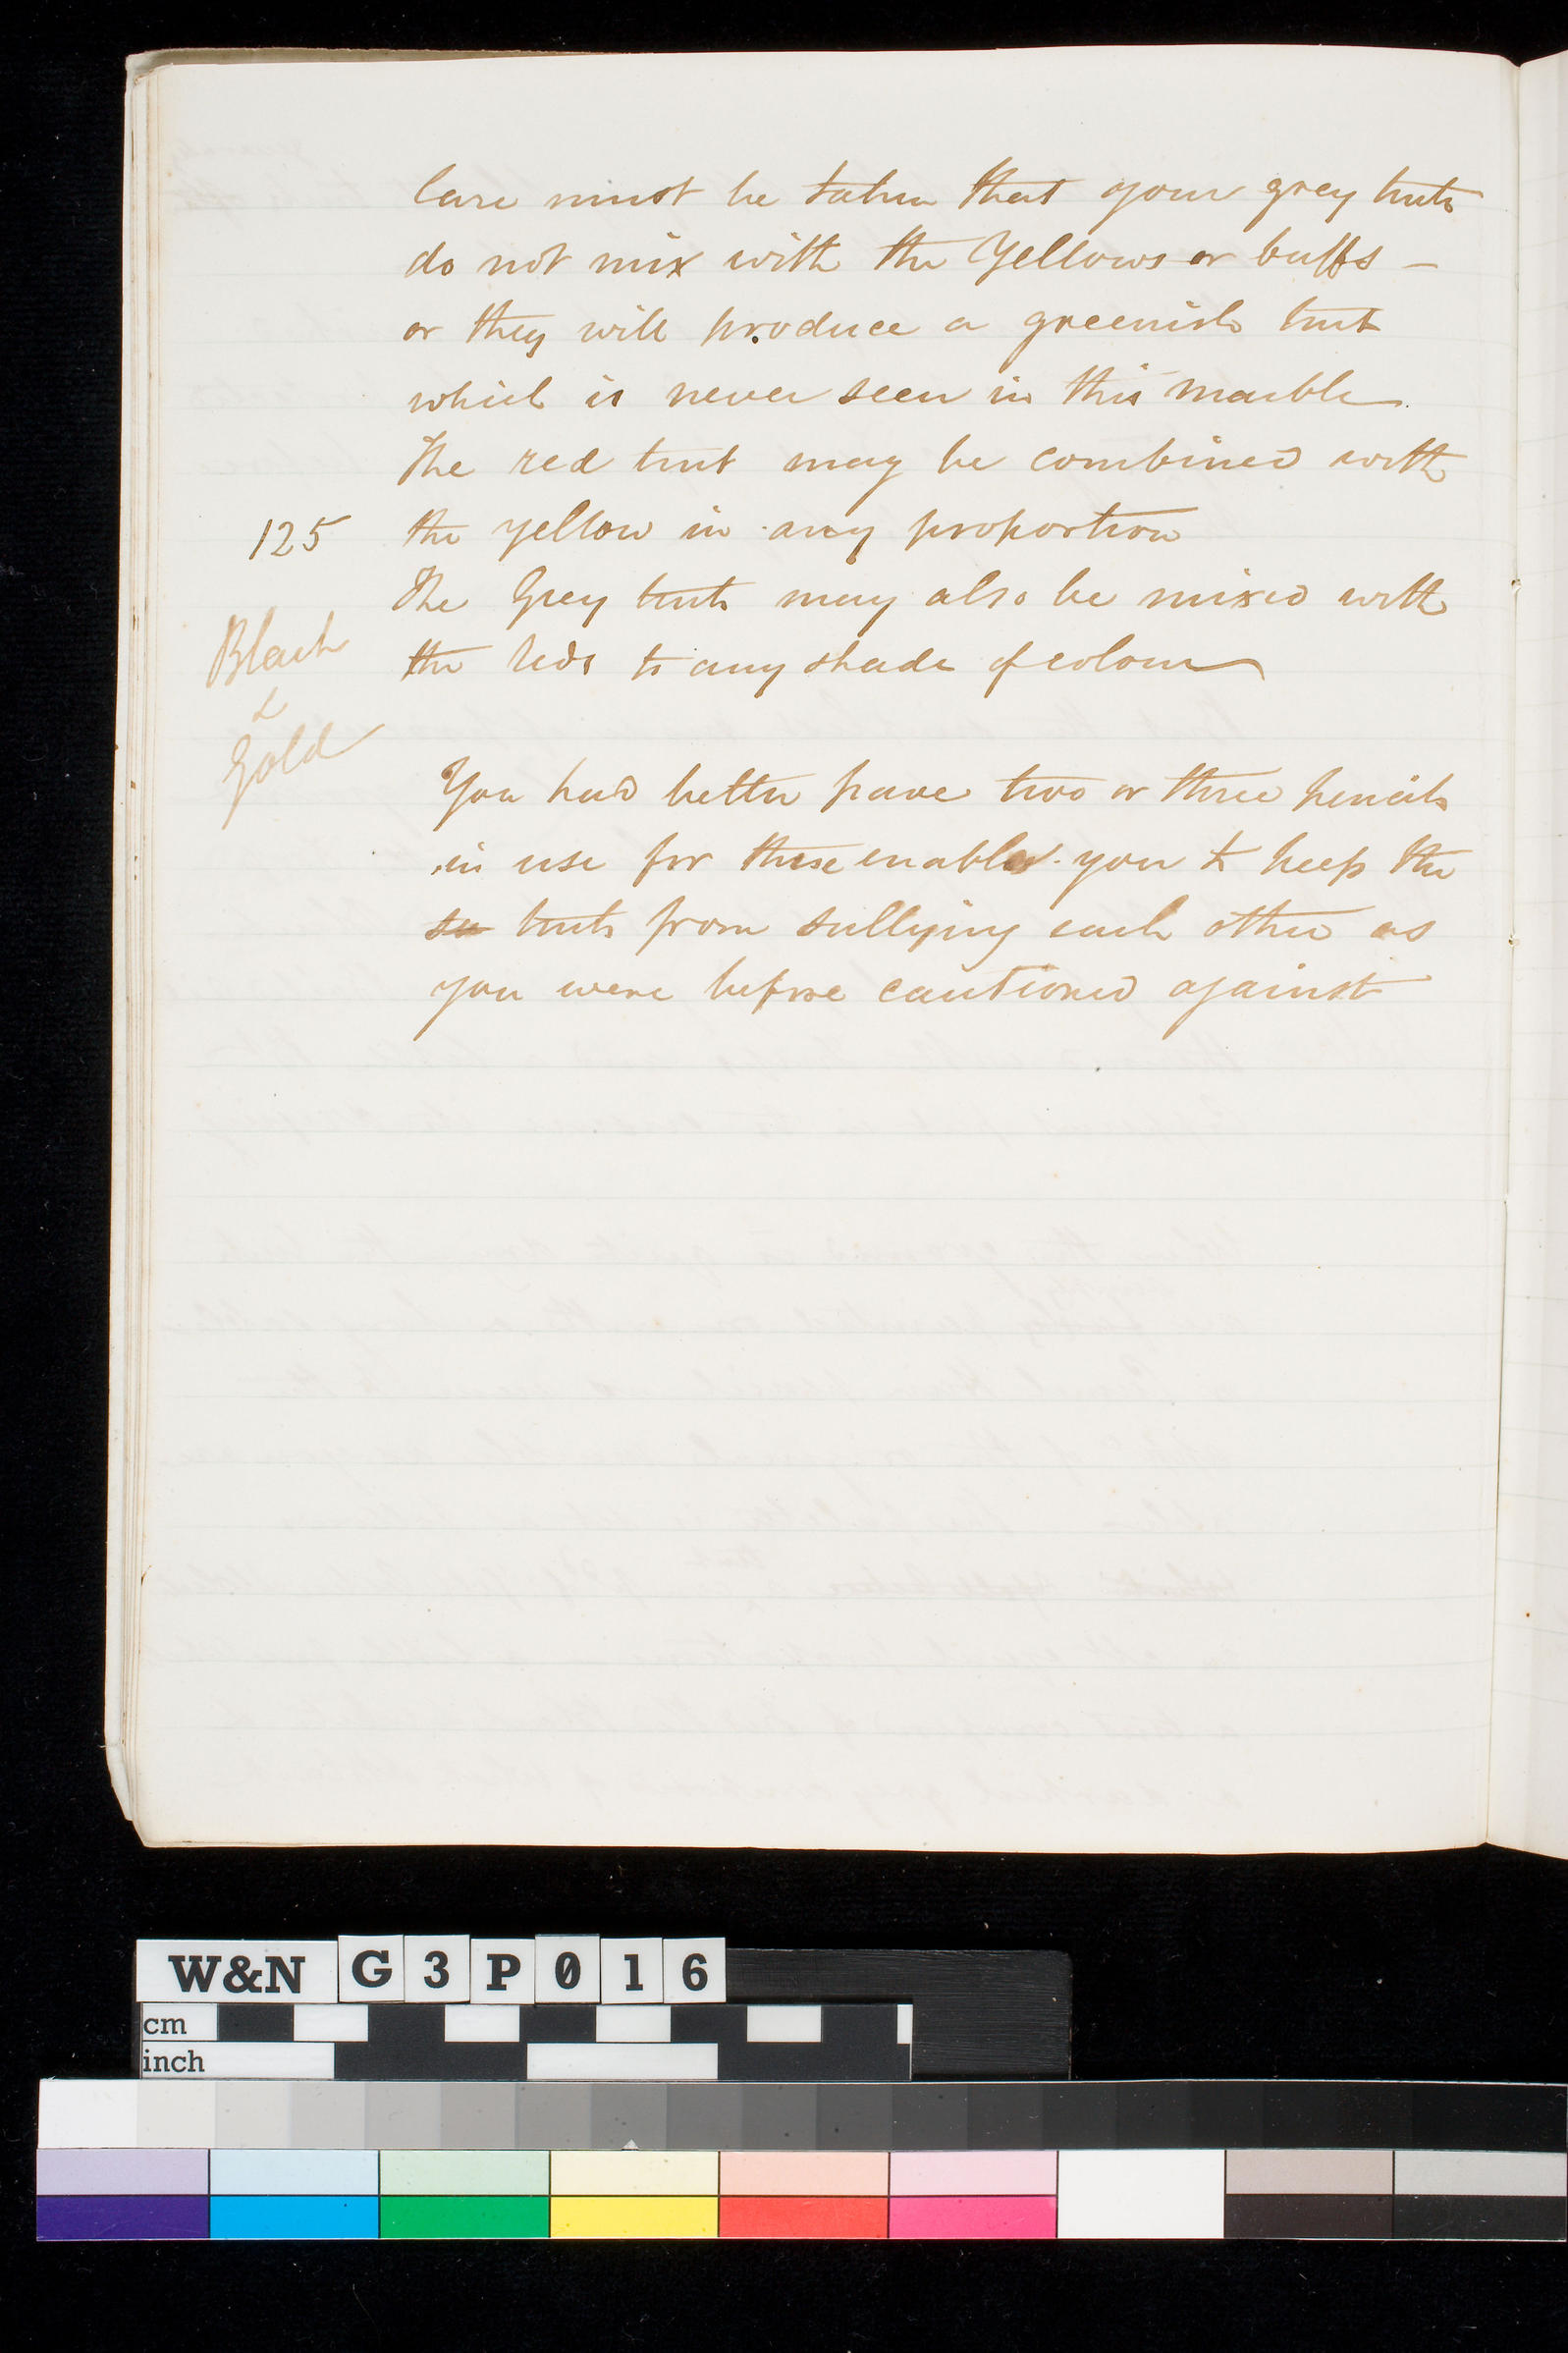 Care must be taken that your grey tints
do not mix with the Yellows or buffs –
or they will produce a greenish tint
which is never seen in this marble
The red tint may be combined with
125
the yellow in any proportion
The Grey tints may also be mixed with
the Reds to any shade of colour
Black
&
Gold
You had better have two or three pencils
in use for these enables you to keep the
tints from sullying each other as
you were before cautioned against
W&N G3P016
cm
inch